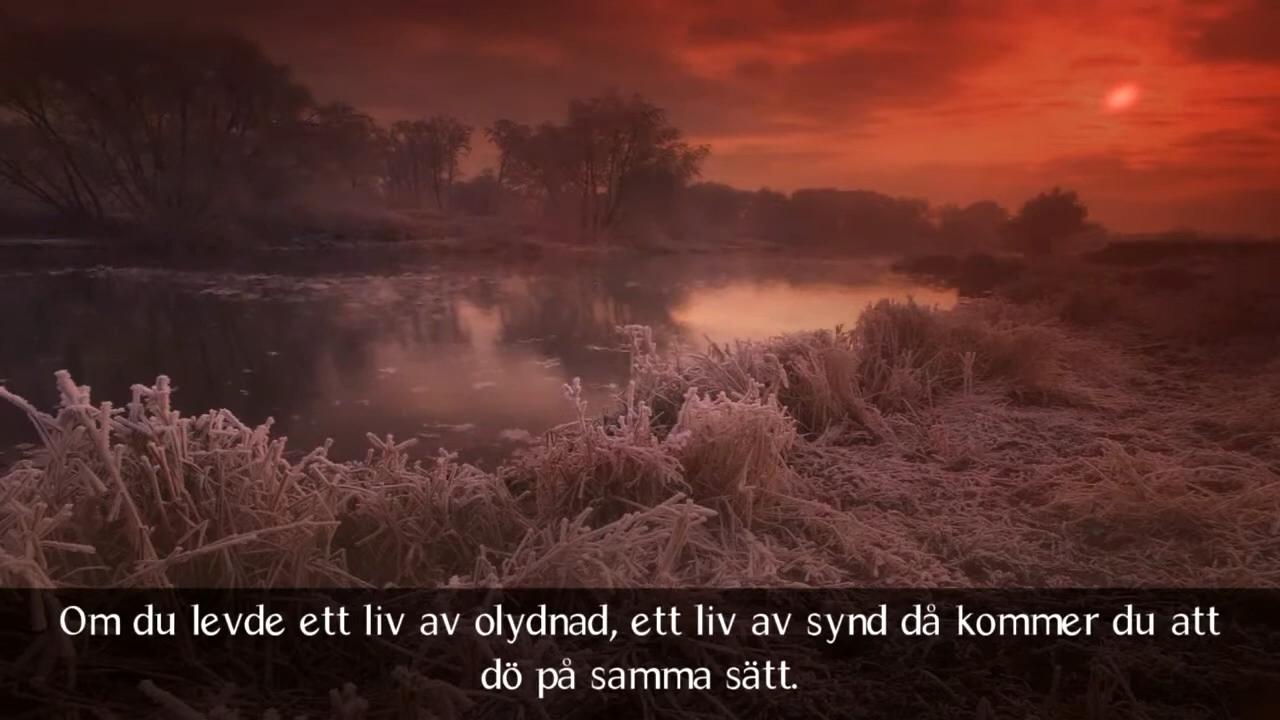 Om du levde ett liv av olydnad, ett liv av synd då kommer du att
dö på samma sätt.